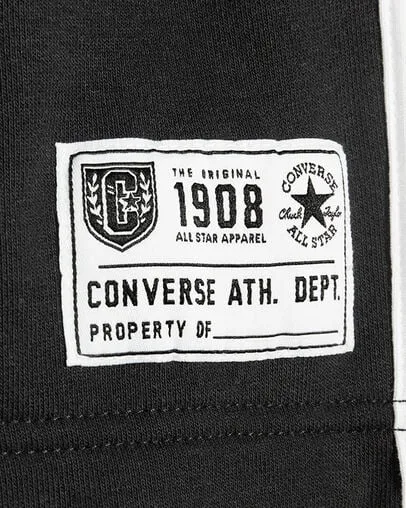 C
THE ORIGINAL
1908
ALL STAR APPAREL
CONVERSE
Chuck Taylor
ALL STAR
CONVERSE ATH. DEPT.
PROPERTY OF